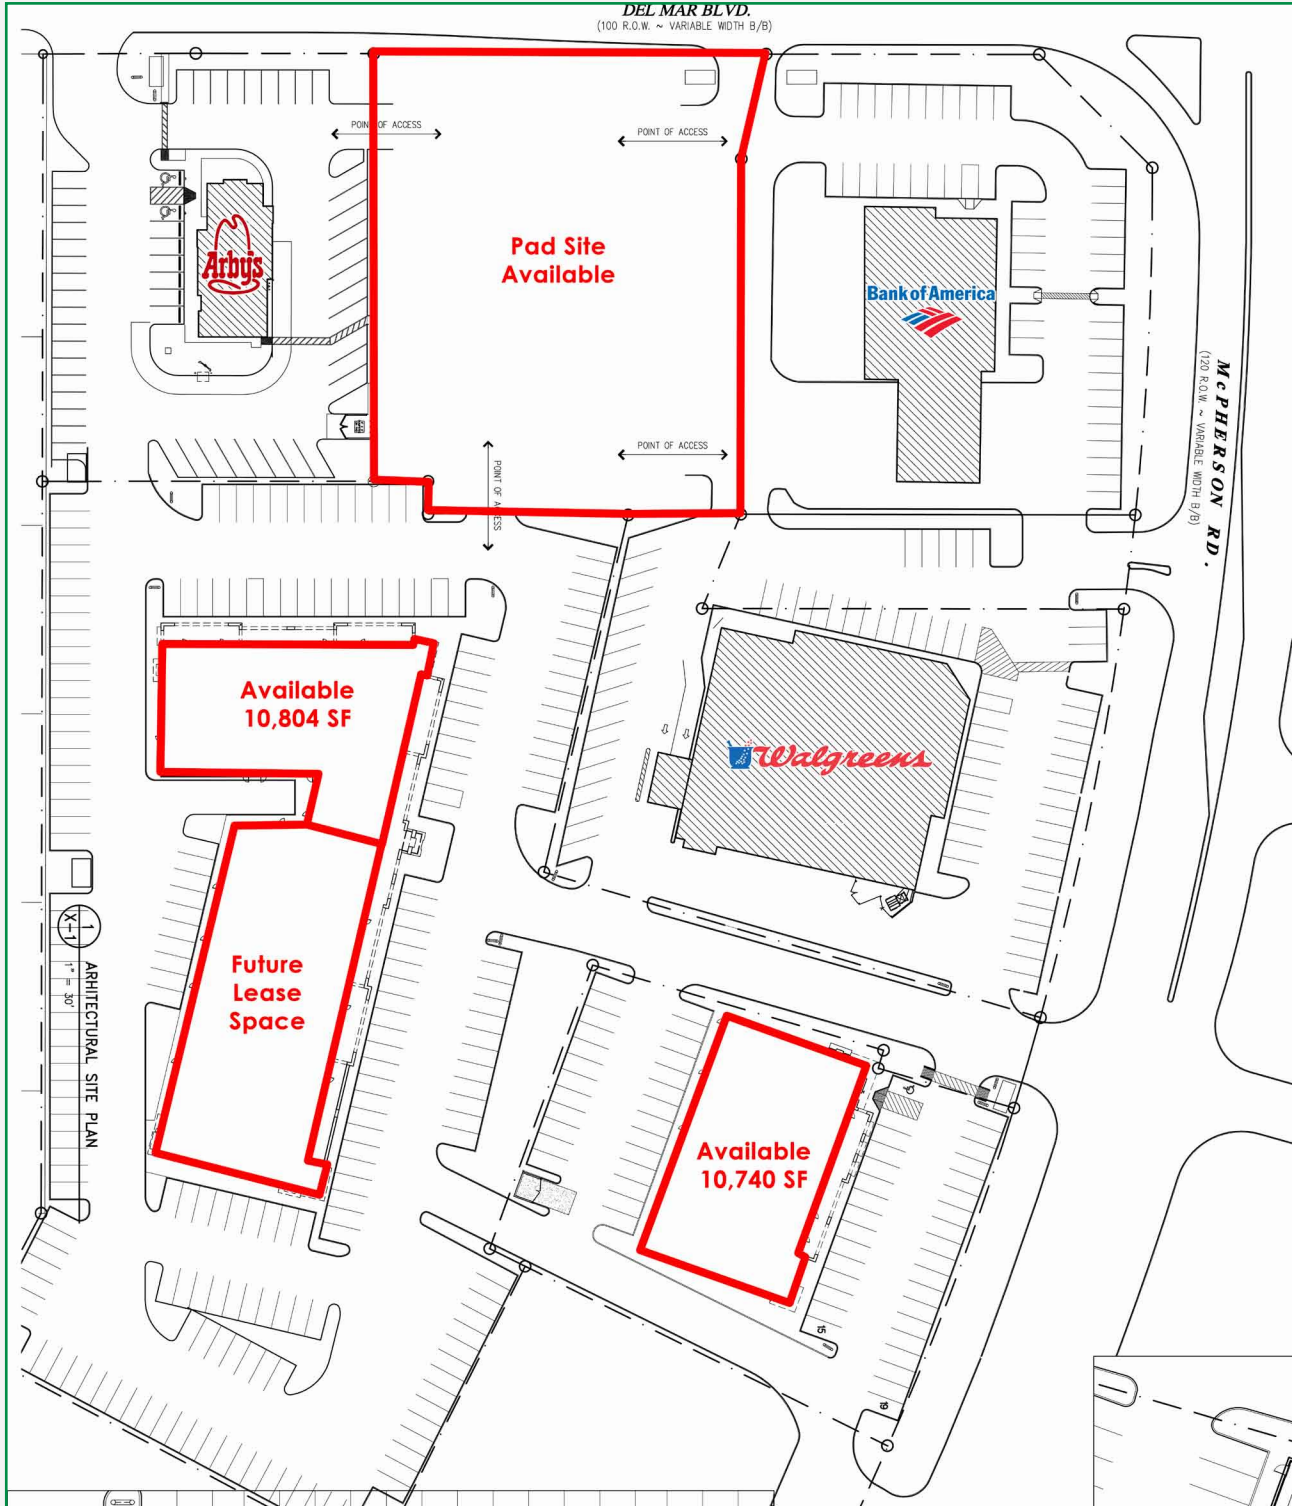 DEL MAR BLVD.
(100 R.O.W. ~ VARIABLE WIDTH B/B)
POINT OF ACCESS
POINT OF ACCESS
Pad Site
Available
Arby's
Bank of America
McPHERSON RD.
(120 R.O.W. ~ VARIABLE WIDTH B/B)
POINT OF ACCESS
POINT OF ACCESS
Available
10,804 SF
Walgreens
Future
Lease
Space
1
X-1
ARHITECTURAL SITE PLAN
1" = 30'
Available
10,740 SF
15
19